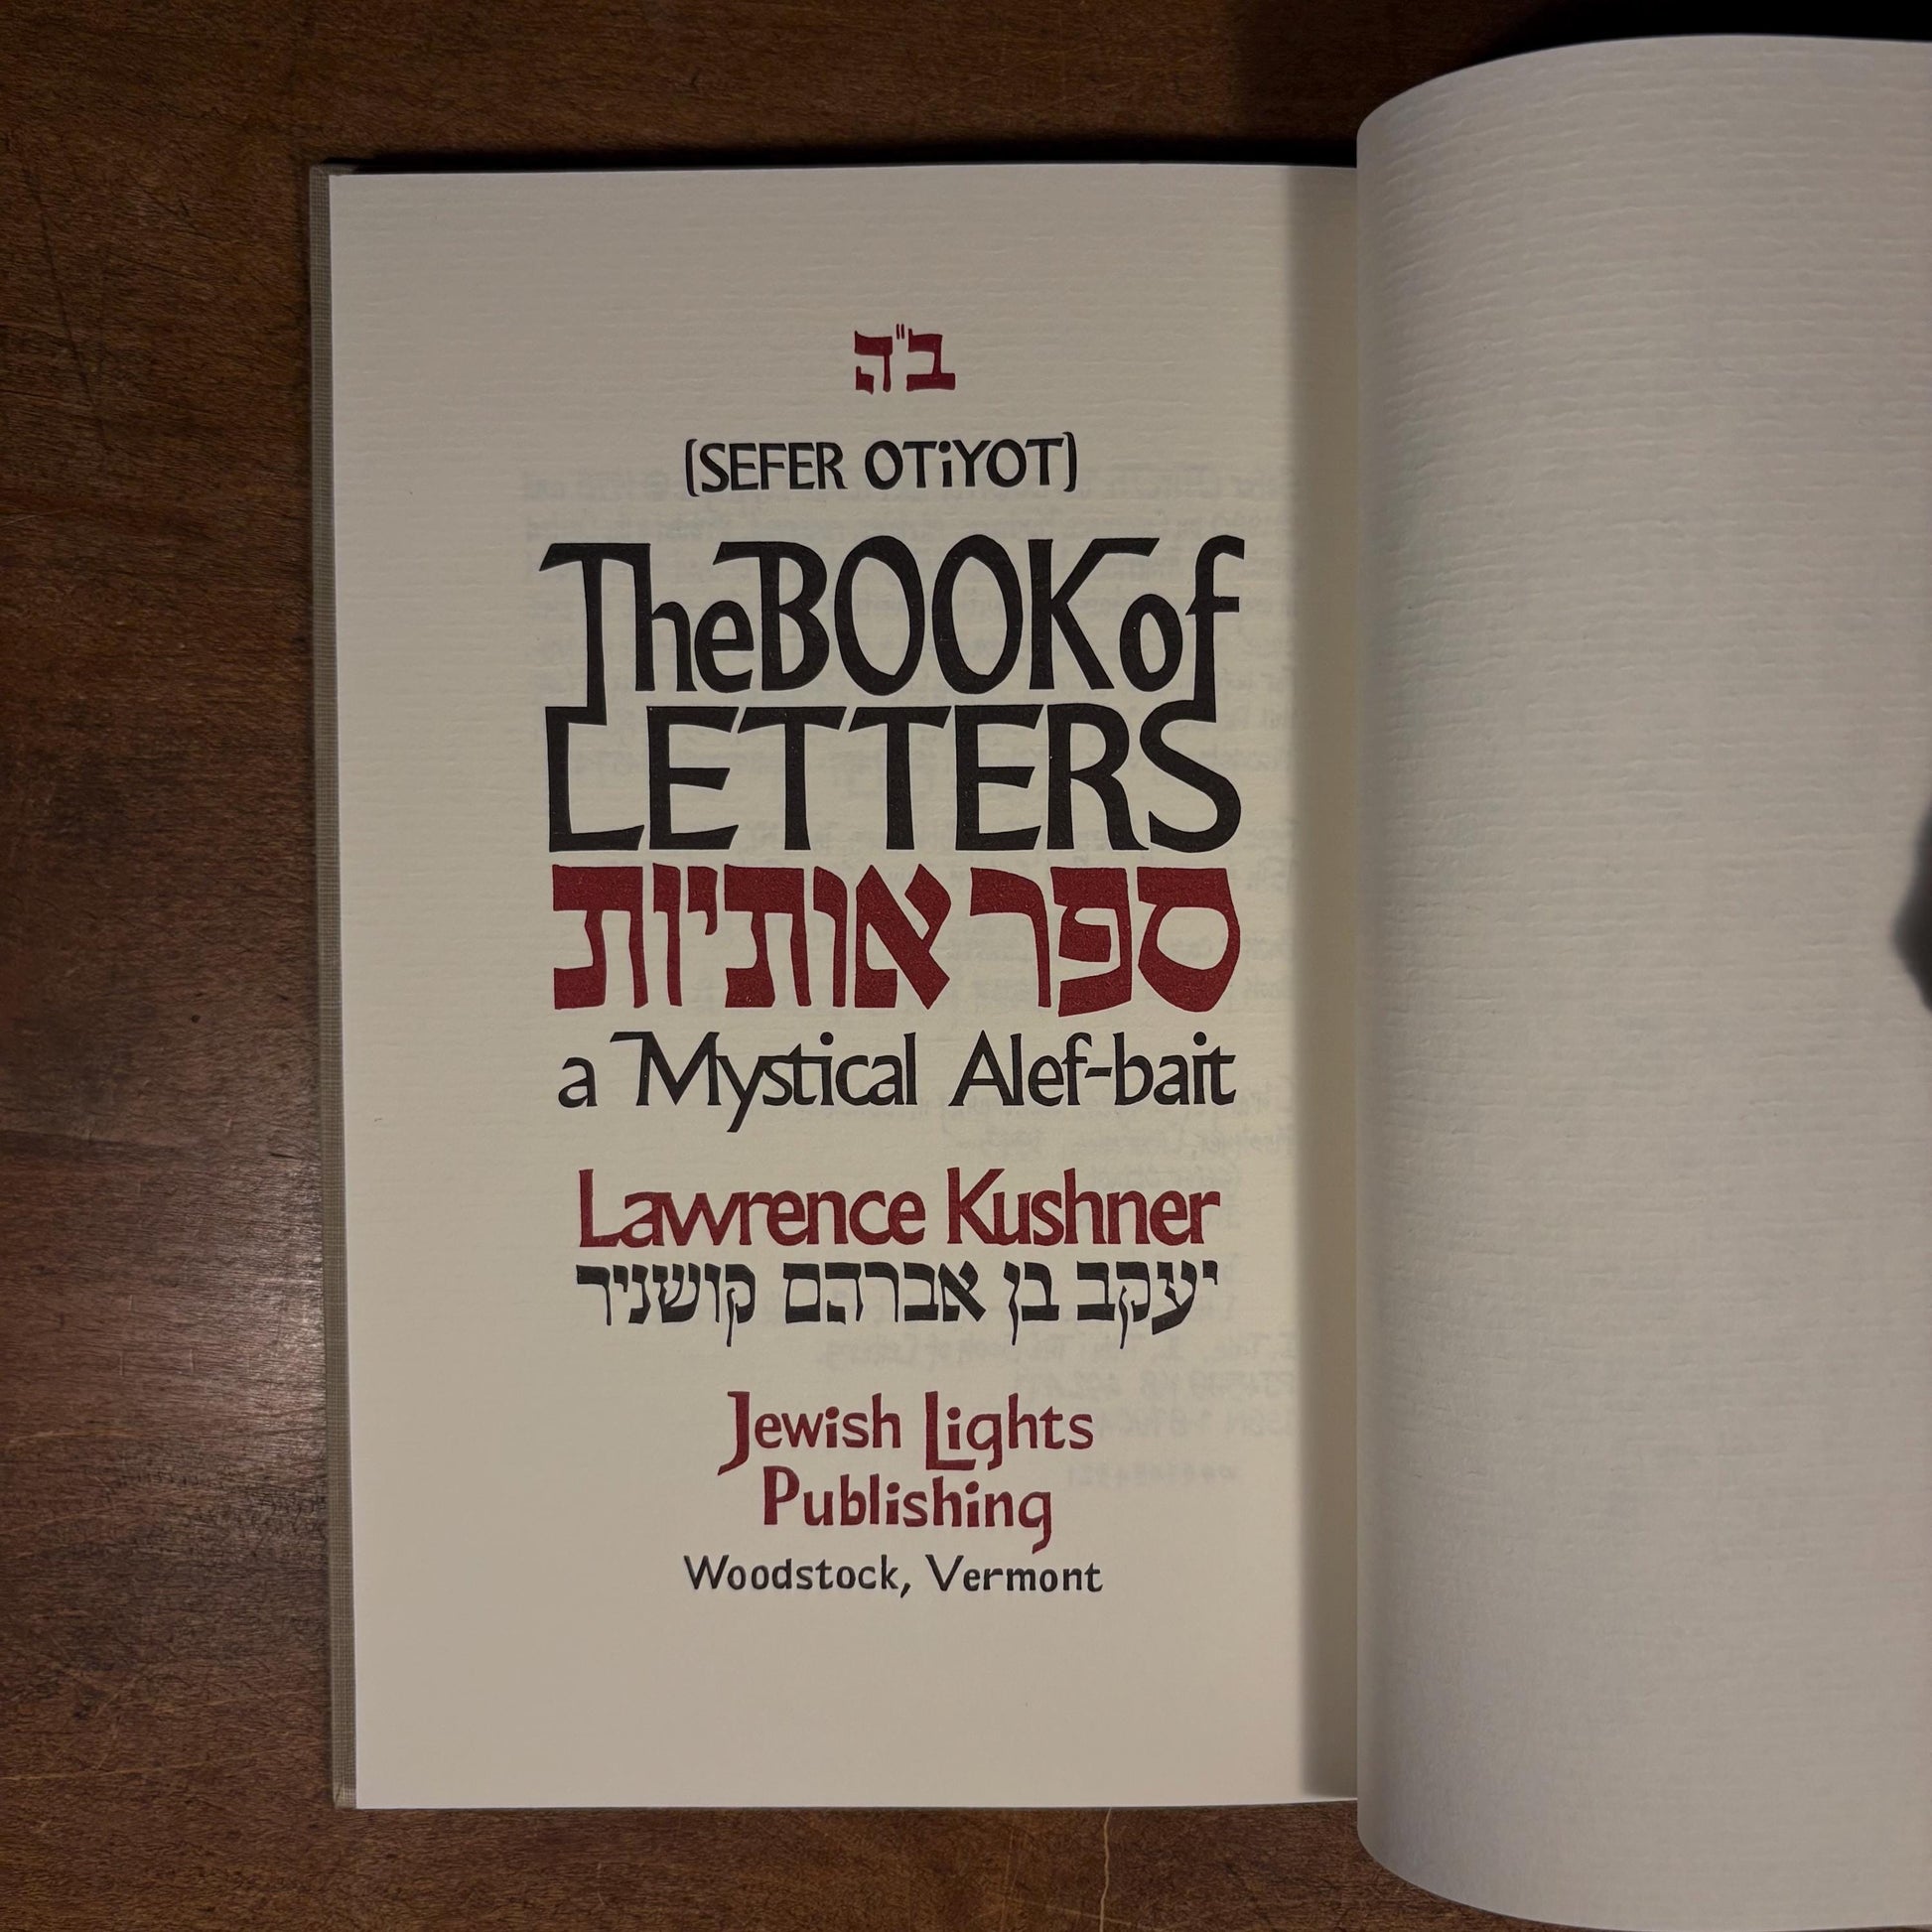 ב"ה
(SEFER OTiYOT)
The BOOK of
LETTERS
ספר אותיות
a Mystical Alef-bait
Lawrence Kushner
יעקב בן אברהם קושניר
Jewish Lights
Publishing
Woodstock, Vermont